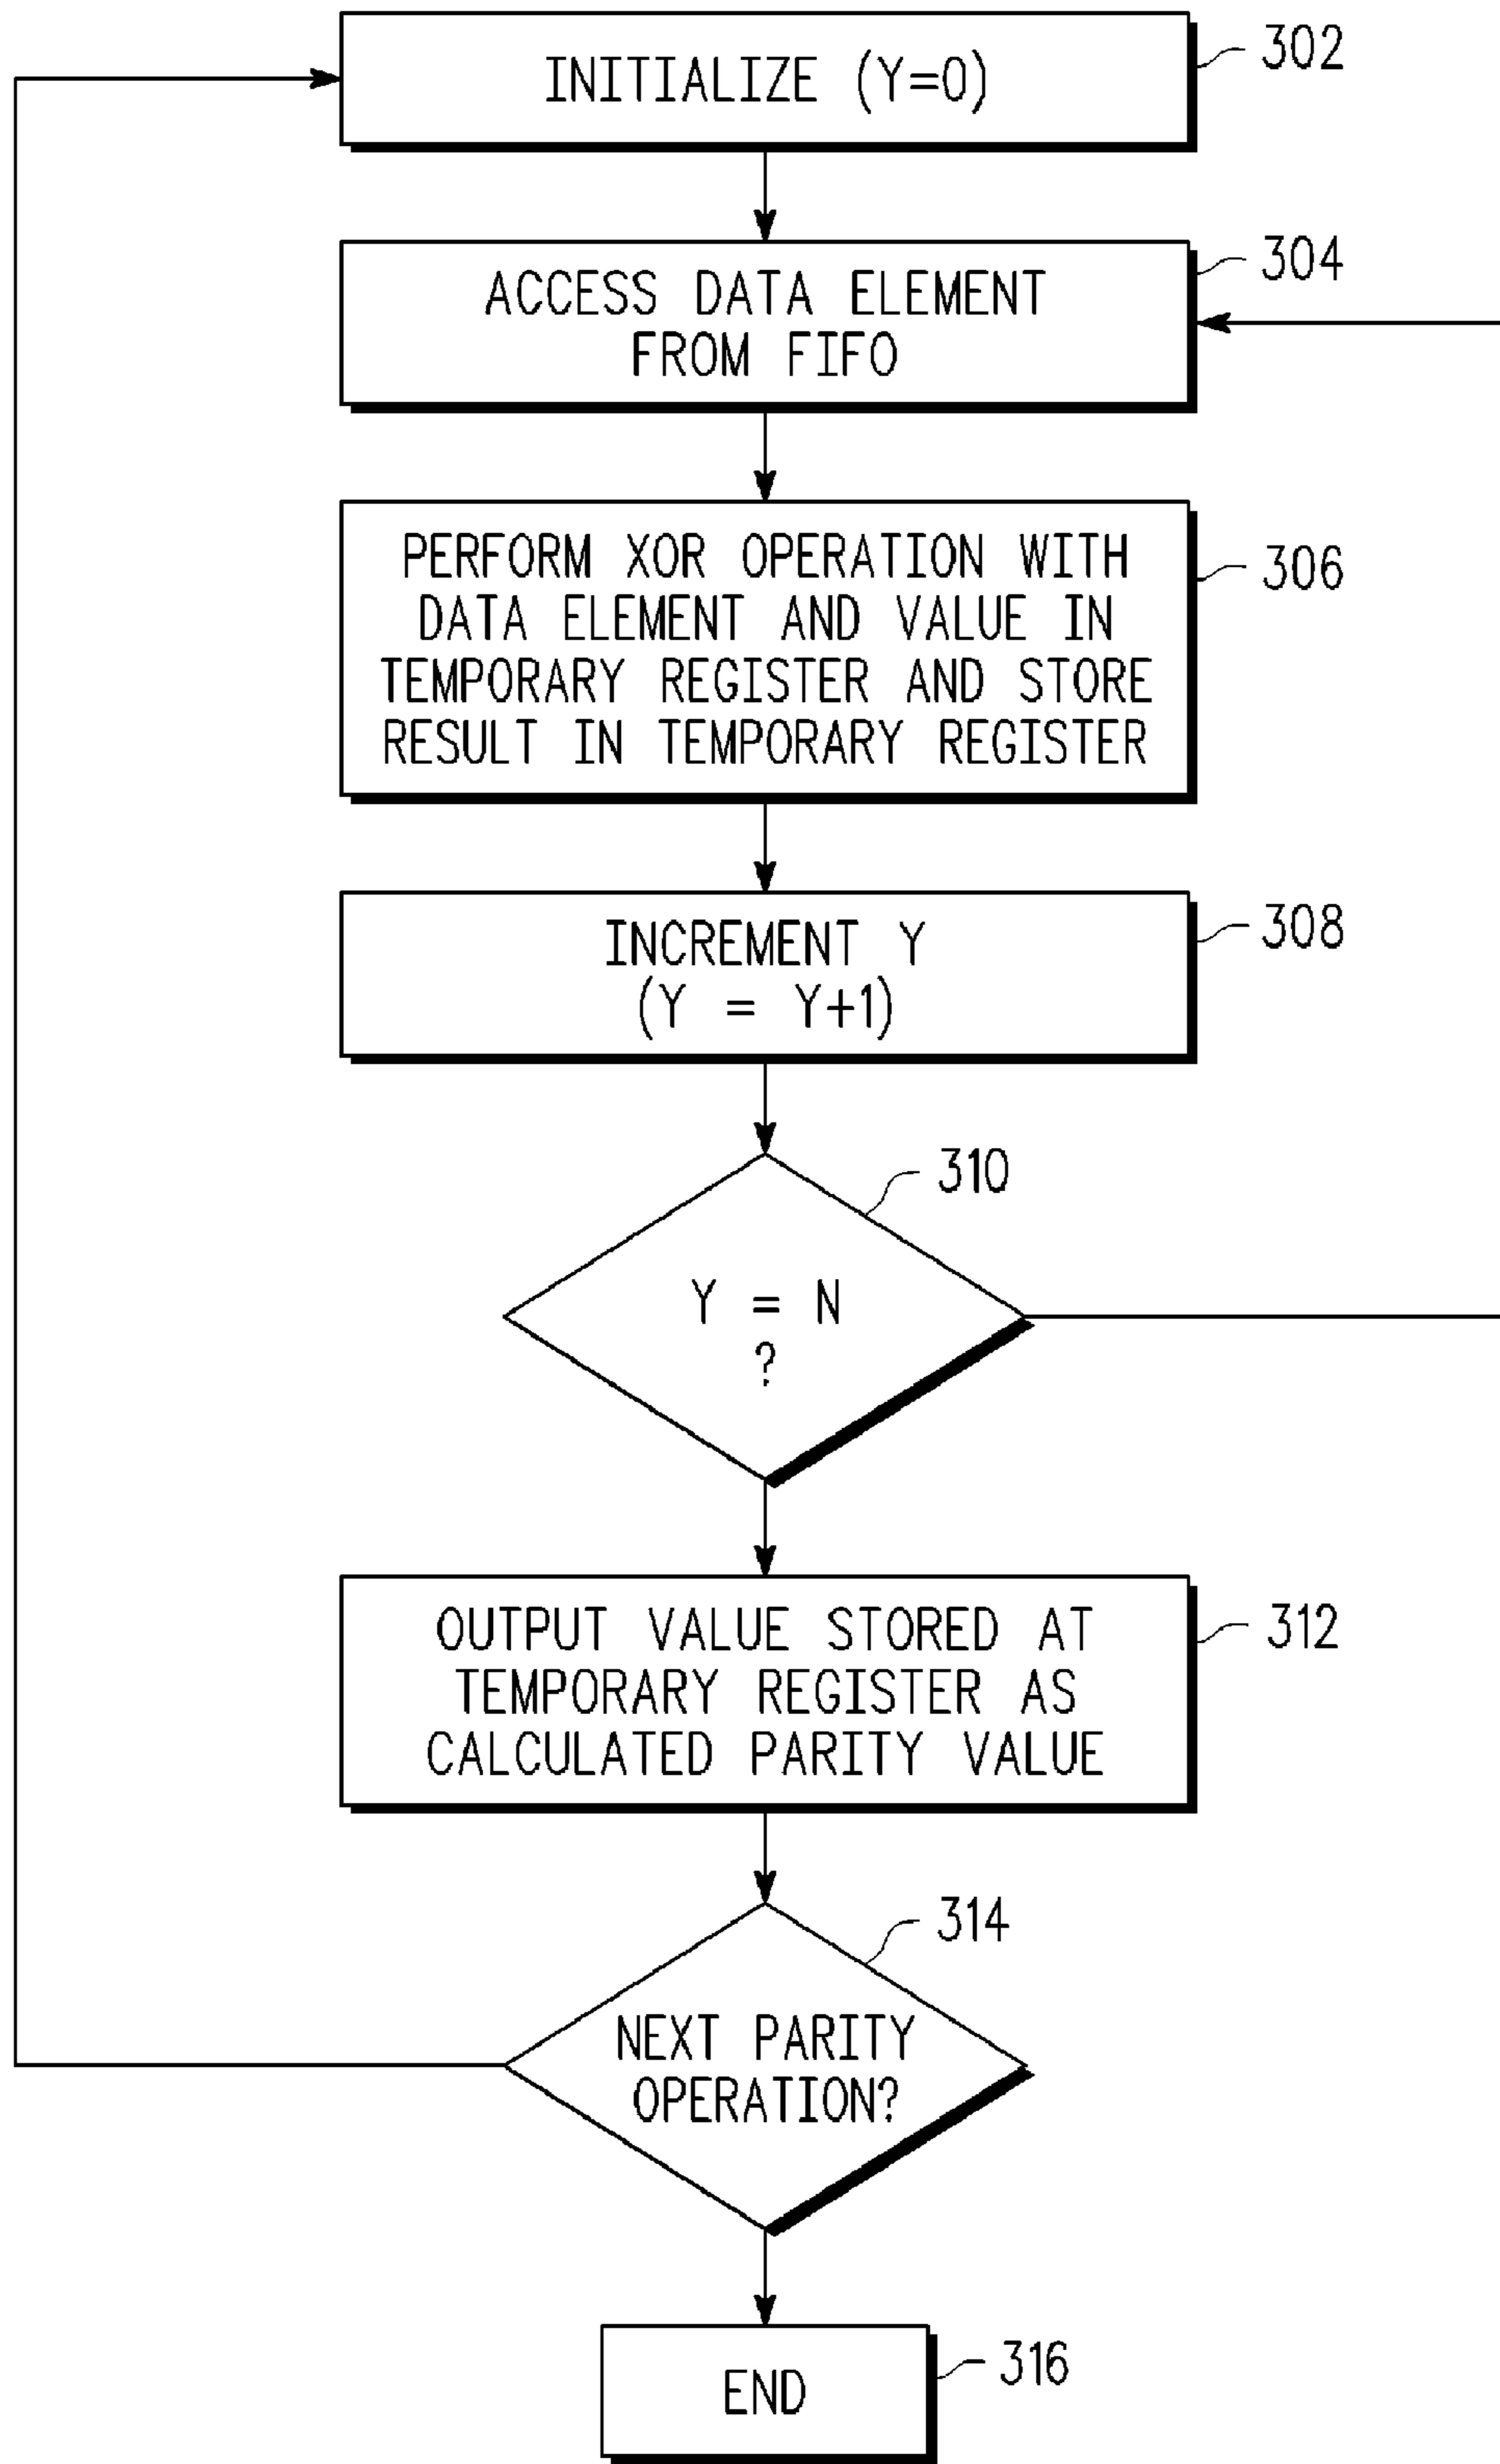 INITIALIZE (Y=0)
302
ACCESS DATA ELEMENT
FROM FIFO
304
PERFORM XOR OPERATION WITH
DATA ELEMENT AND VALUE IN
TEMPORARY REGISTER AND STORE
RESULT IN TEMPORARY REGISTER
306
INCREMENT Y
(Y = Y+1)
308
310
Y = N
?
OUTPUT VALUE STORED AT
TEMPORARY REGISTER AS
CALCULATED PARITY VALUE
312
314
NEXT PARITY
OPERATION?
END
316